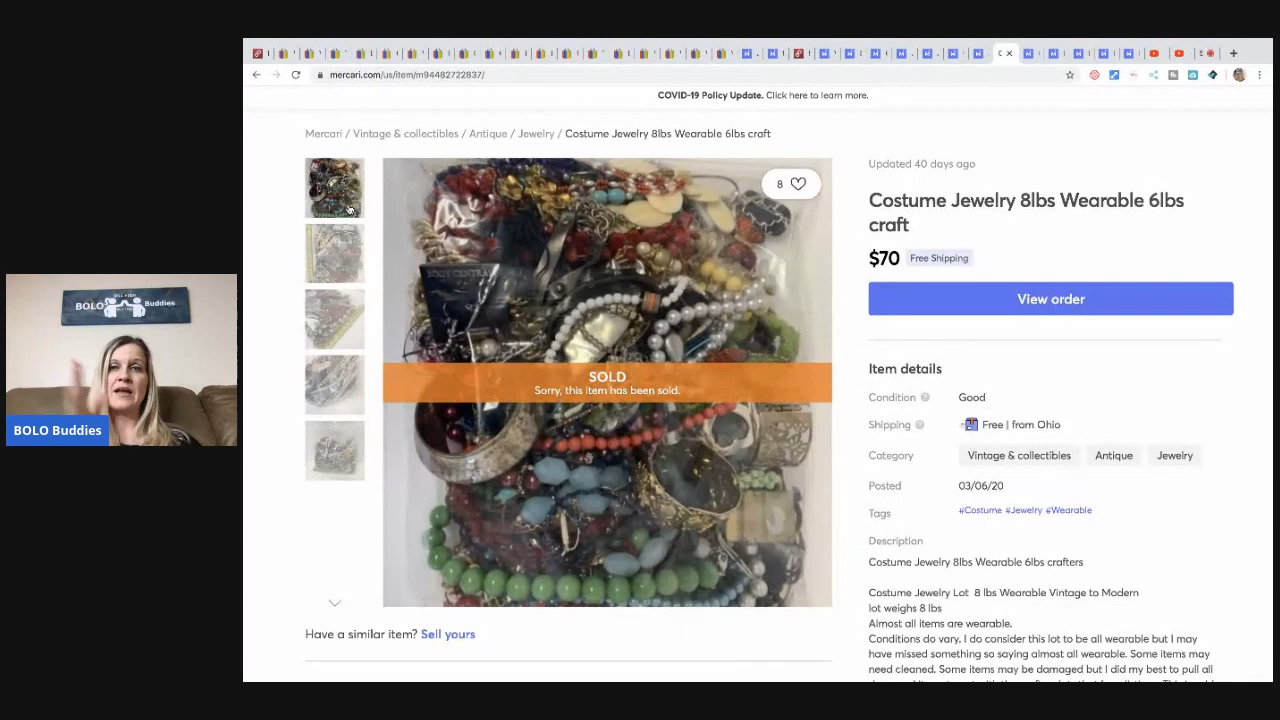 mercari.com/us/item/m94482722837/
COVID-19 Policy Update. Click here to learn more.
Mercari / Vintage & collectibles / Antique / Jewelry / Costume Jewelry 8lbs Wearable 6lbs craft
8
BODY CENTRAL
SOLD
Sorry, this item has been sold.
Have a similar item? Sell yours
Updated 40 days ago
Costume Jewelry 8lbs Wearable 6lbs
craft
$70 Free Shipping
View order
Item details
Condition Good
Shipping Free | from Ohio
Category Vintage & collectibles Antique Jewelry
Posted 03/06/20
Tags #Costume #Jewelry #Wearable
Description
Costume Jewelry 8lbs Wearable 6lbs crafters
Costume Jewelry Lot 8 lbs Wearable Vintage to Modern
lot weighs 8 lbs
Almost all items are wearable.
Conditions do vary. I do consider this lot to be all wearable but I may
have missed something so saying almost all wearable. Some items may
need cleaned. Some items may be damaged but I did my best to pull all
BOLO Buddies
BOLO Buddies